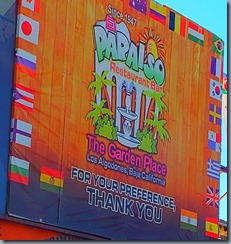 Since 1947
PARAISO
Restaurant Bar
The Garden Place
Los Algodones, Baja California
FOR YOUR PREFERENCE,
THANK YOU